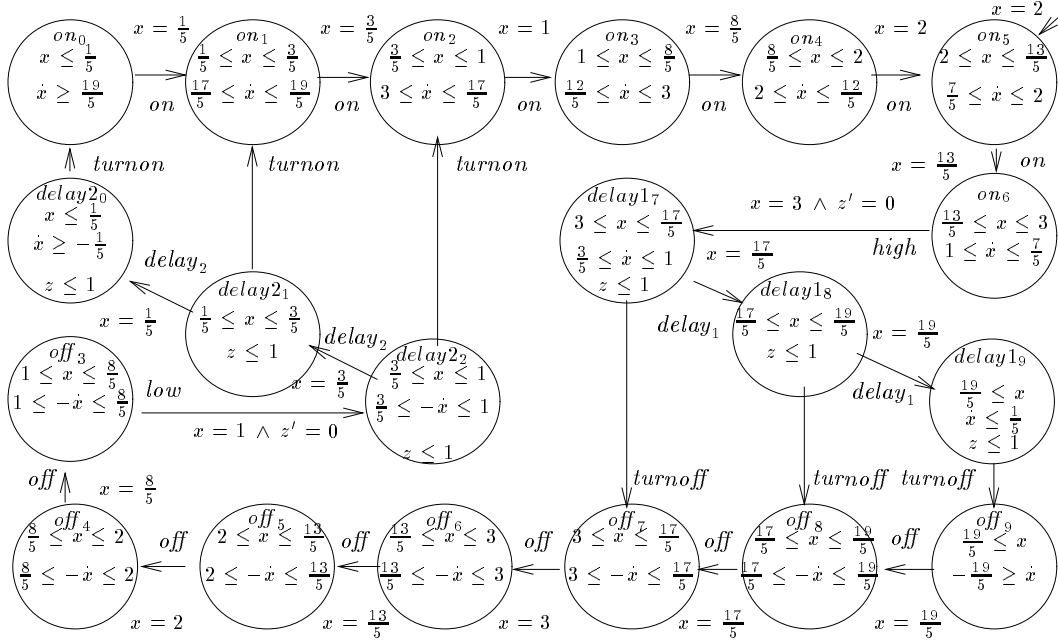 x = 1/5
x = 3/5
x = 1
x = 8/5
x = 2
x = 2
on₀
x ≤ 1/5
ẋ ≥ 19/5
on₁
1/5 ≤ x ≤ 3/5
17/5 ≤ ẋ ≤ 19/5
on₂
3/5 ≤ x ≤ 1
3 ≤ ẋ ≤ 17/5
on₃
1 ≤ x ≤ 8/5
12/5 ≤ ẋ ≤ 3
on₄
8/5 ≤ x ≤ 2
2 ≤ ẋ ≤ 12/5
on₅
2 ≤ x ≤ 13/5
7/5 ≤ ẋ ≤ 2
on
on
on
on
on
turnon
turnon
turnon
x = 13/5
on
delay2₀
x ≤ 1/5
ẋ ≥ −1/5
z ≤ 1
delay₂
x = 1/5
delay2₁
1/5 ≤ x ≤ 3/5
z ≤ 1
delay₂
x = 3/5
delay2₂
3/5 ≤ x ≤ 1
3/5 ≤ −ẋ ≤ 1
z ≤ 1
delay1₇
3 ≤ x ≤ 17/5
3/5 ≤ ẋ ≤ 1
z ≤ 1
x = 3 ∧ z′ = 0
high
on₆
13/5 ≤ x ≤ 3
1 ≤ ẋ ≤ 7/5
x = 17/5
delay₁
delay1₈
17/5 ≤ x ≤ 19/5
z ≤ 1
x = 19/5
delay₁
delay1₉
19/5 ≤ x
ẋ ≤ 1/5
z ≤ 1
off₃
1 ≤ x ≤ 8/5
1 ≤ −ẋ ≤ 8/5
low
x = 1 ∧ z′ = 0
off
x = 8/5
turnoff
turnoff
turnoff
off₄
8/5 ≤ x ≤ 2
8/5 ≤ −ẋ ≤ 2
off
x = 2
off₅
2 ≤ x ≤ 13/5
2 ≤ −ẋ ≤ 13/5
off
x = 13/5
off₆
13/5 ≤ x ≤ 3
13/5 ≤ −ẋ ≤ 3
off
x = 3
off₇
3 ≤ x ≤ 17/5
3 ≤ −ẋ ≤ 17/5
off
x = 17/5
off₈
17/5 ≤ x ≤ 19/5
17/5 ≤ −ẋ ≤ 19/5
off
x = 19/5
off₉
19/5 ≤ x
−19/5 ≥ ẋ